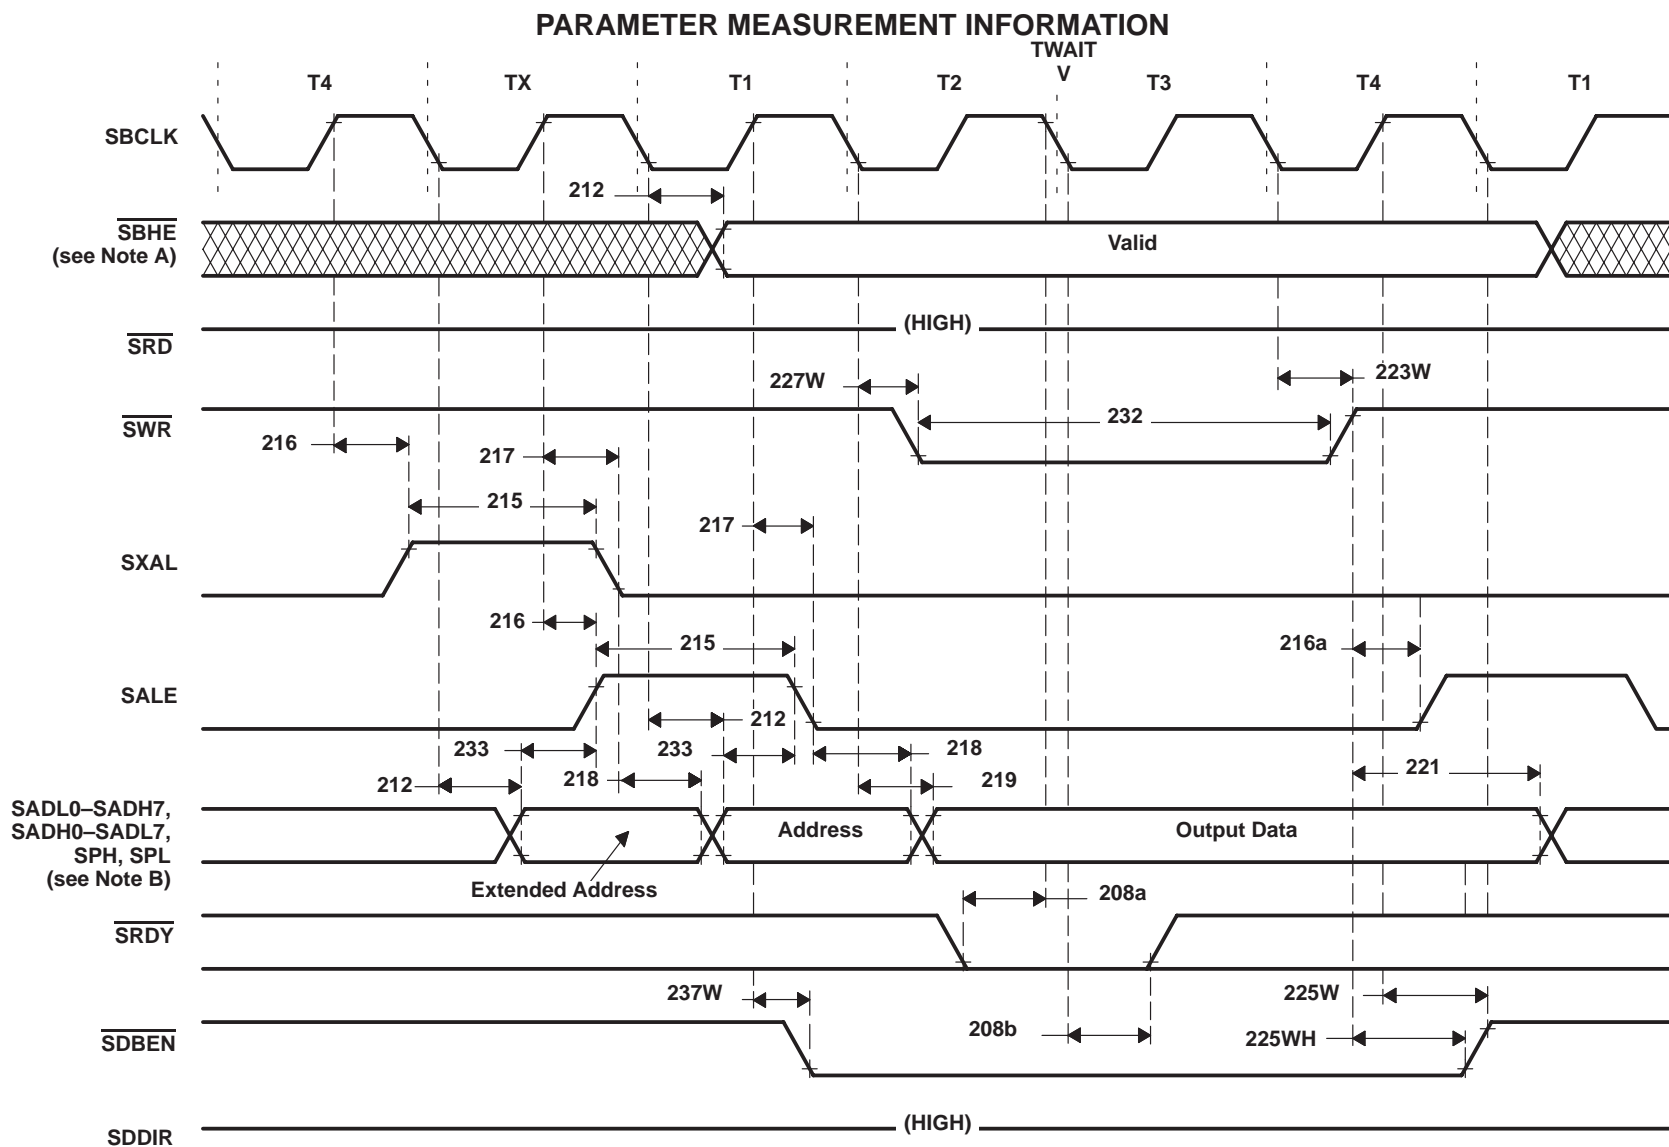 PARAMETER MEASUREMENT INFORMATION
TWAIT
V
T4 TX T1 T2 T3 T4 T1
SBCLK
212
SBHE
(see Note A)
Valid
(HIGH)
SRD
227W 223W
SWR
232
216 217
215
217
SXAL
216
215 216a
SALE
212
233 233 218
212 218 219 221
SADL0–SADH7,
SADH0–SADL7,
SPH, SPL
(see Note B)
Address Output Data
Extended Address
208a
SRDY
237W 225W
208b 225WH
SDBEN
(HIGH)
SDDIR